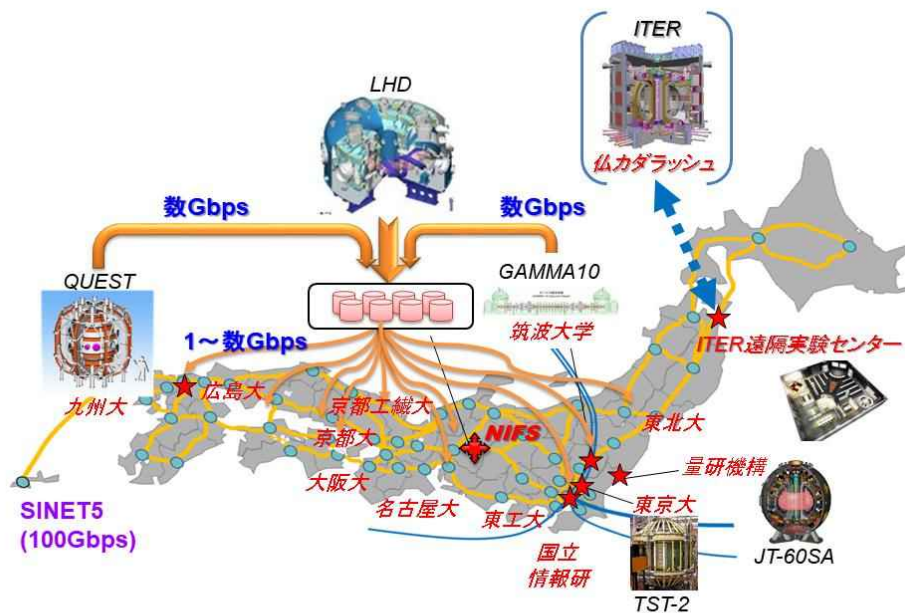 ITER
LHD
仏カダラッシュ
数Gbps
数Gbps
QUEST
GAMMA10
筑波大学
1～数Gbps
ITER遠隔実験センター
九州大
広島大
京都工繊大
東北大
京都大
NIFS
大阪大
量研機構
名古屋大
東工大
東京大
SINET5
(100Gbps)
国立
情報研
JT-60SA
TST-2